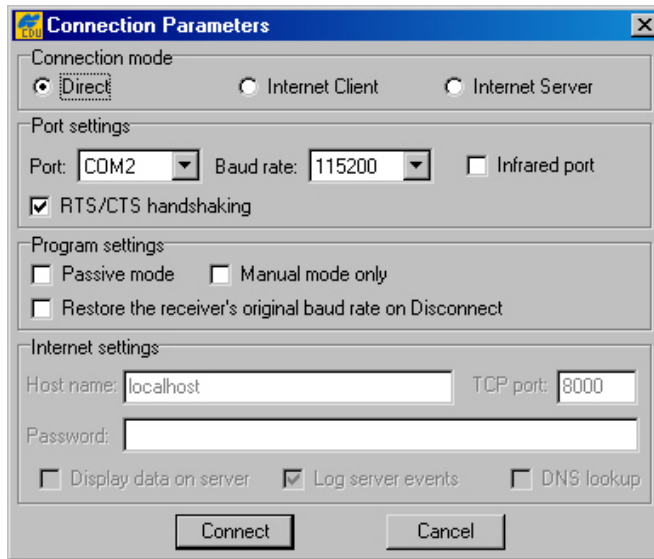 EDU Connection Parameters
Connection mode
Direct Internet Client Internet Server
Port settings
Port: COM2 Baud rate: 115200 Infrared port
RTS/CTS handshaking
Program settings
Passive mode Manual mode only
Restore the receiver's original baud rate on Disconnect
Internet settings
Host name: localhost TCP port: 8000
Password:
Display data on server Log server events DNS lookup
Connect Cancel